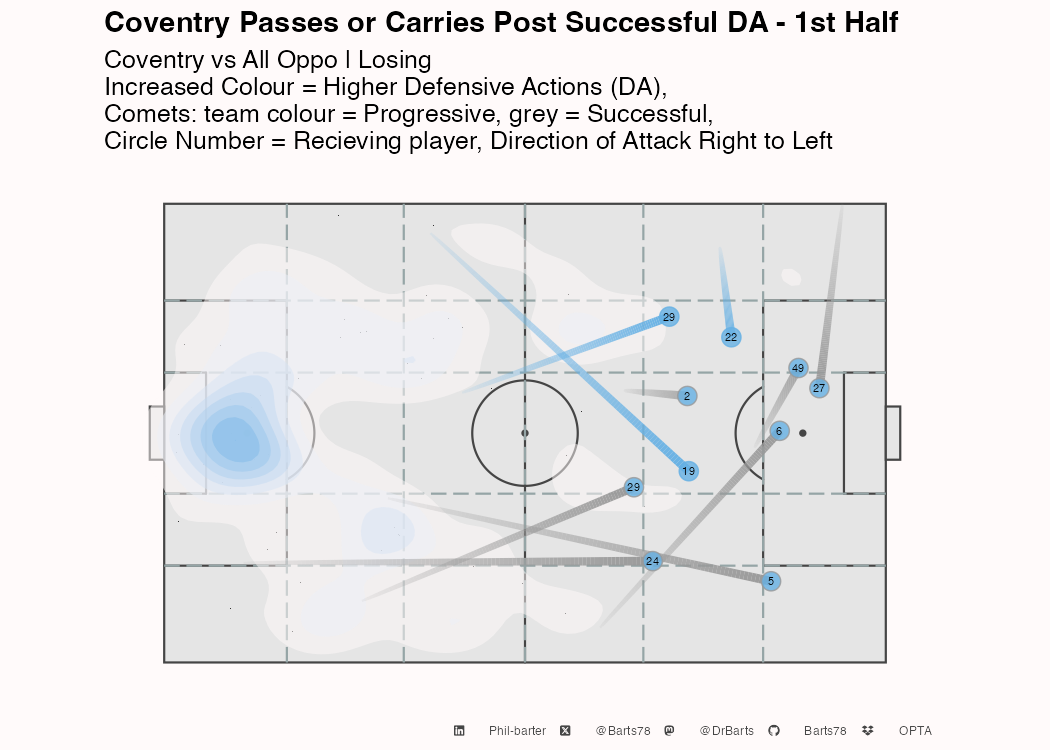 Coventry Passes or Carries Post Successful DA - 1st Half
Coventry vs All Oppo | Losing
Increased Colour = Higher Defensive Actions (DA),
Comets: team colour = Progressive, grey = Successful,
Circle Number = Recieving player, Direction of Attack Right to Left
29
22
49
27
2
6
19
29
24
5
Phil-barter @Barts78 @DrBarts Barts78 OPTA